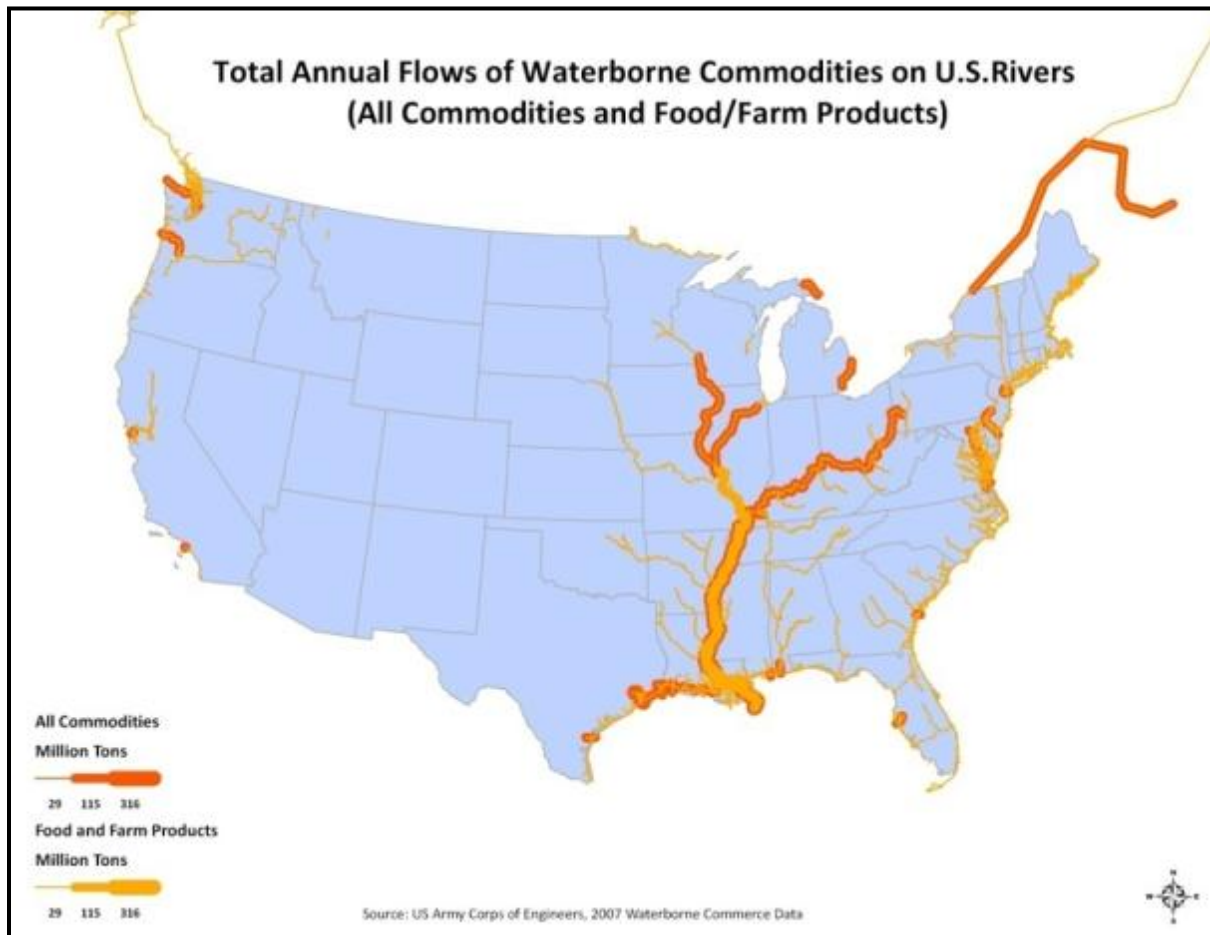 Total Annual Flows of Waterborne Commodities on U.S.Rivers
(All Commodities and Food/Farm Products)
All Commodities
Million Tons
29 115 316
Food and Farm Products
Million Tons
29 115 316
Source: US Army Corps of Engineers, 2007 Waterborne Commerce Data
N
W E
S